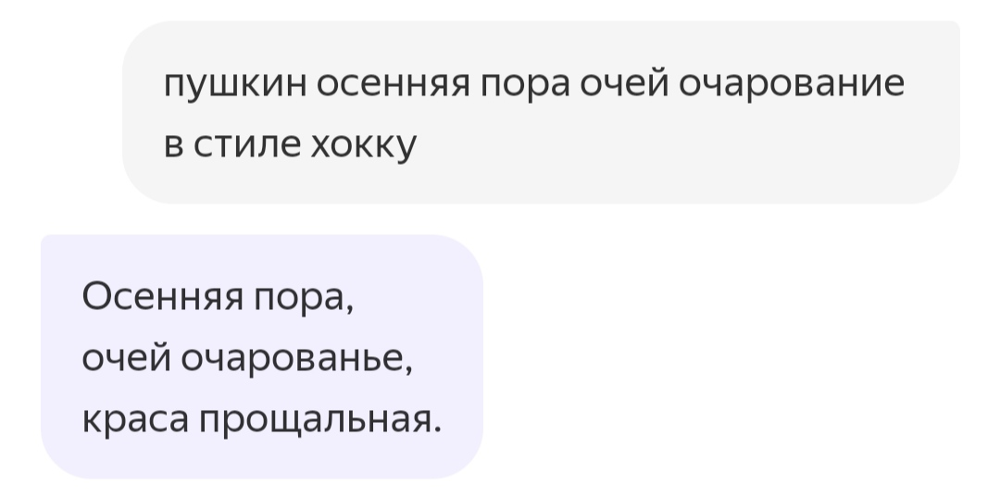 пушкин осенняя пора очей очарование
в стиле хокку
Осенняя пора,
очей очарованье,
краса прощальная.